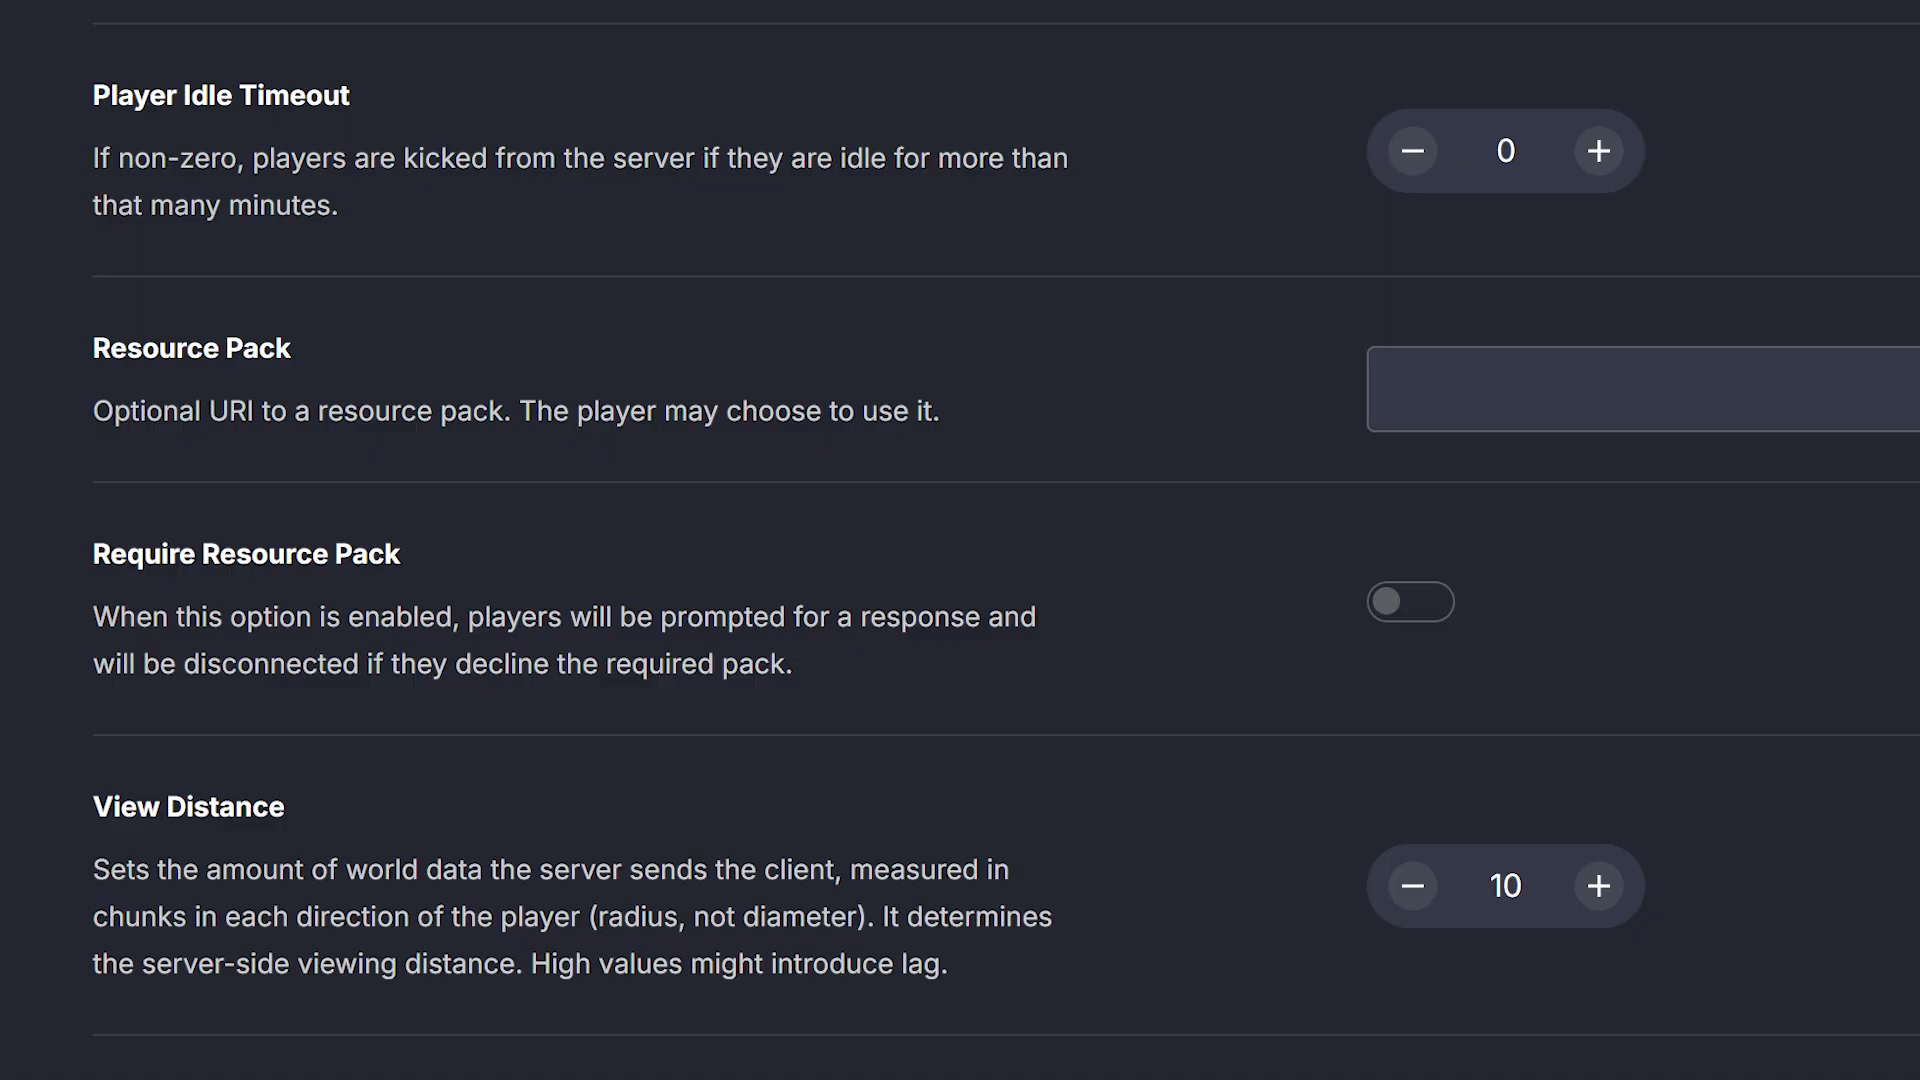 Player Idle Timeout
If non-zero, players are kicked from the server if they are idle for more than
that many minutes.
0
Resource Pack
Optional URI to a resource pack. The player may choose to use it.
Require Resource Pack
When this option is enabled, players will be prompted for a response and
will be disconnected if they decline the required pack.
View Distance
Sets the amount of world data the server sends the client, measured in
chunks in each direction of the player (radius, not diameter). It determines
the server-side viewing distance. High values might introduce lag.
10